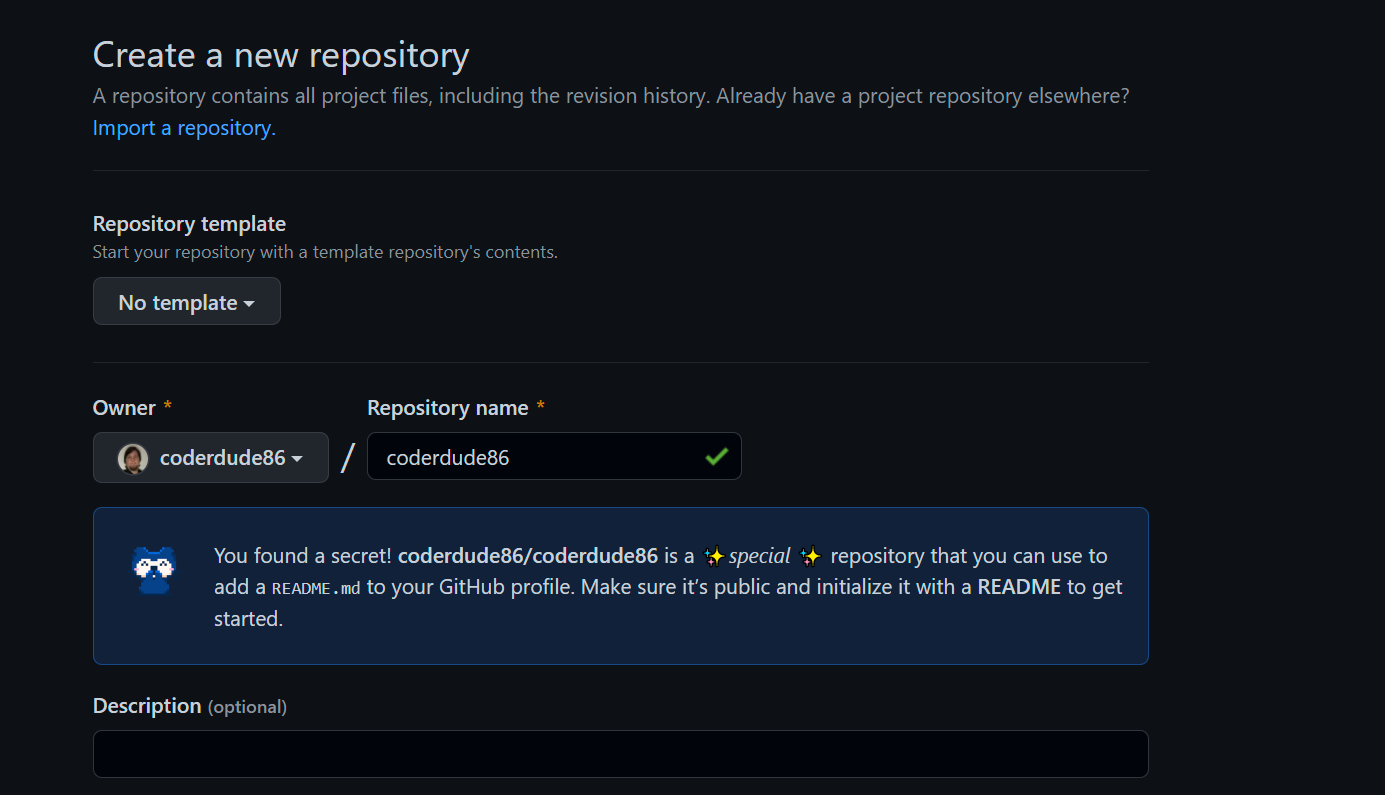 Create a new repository
A repository contains all project files, including the revision history. Already have a project repository elsewhere?
Import a repository.
Repository template
Start your repository with a template repository's contents.
No template
Owner *
Repository name *
coderdude86
/
coderdude86
You found a secret! coderdude86/coderdude86 is a ✨ special ✨ repository that you can use to
add a README.md to your GitHub profile. Make sure it’s public and initialize it with a README to get
started.
Description (optional)